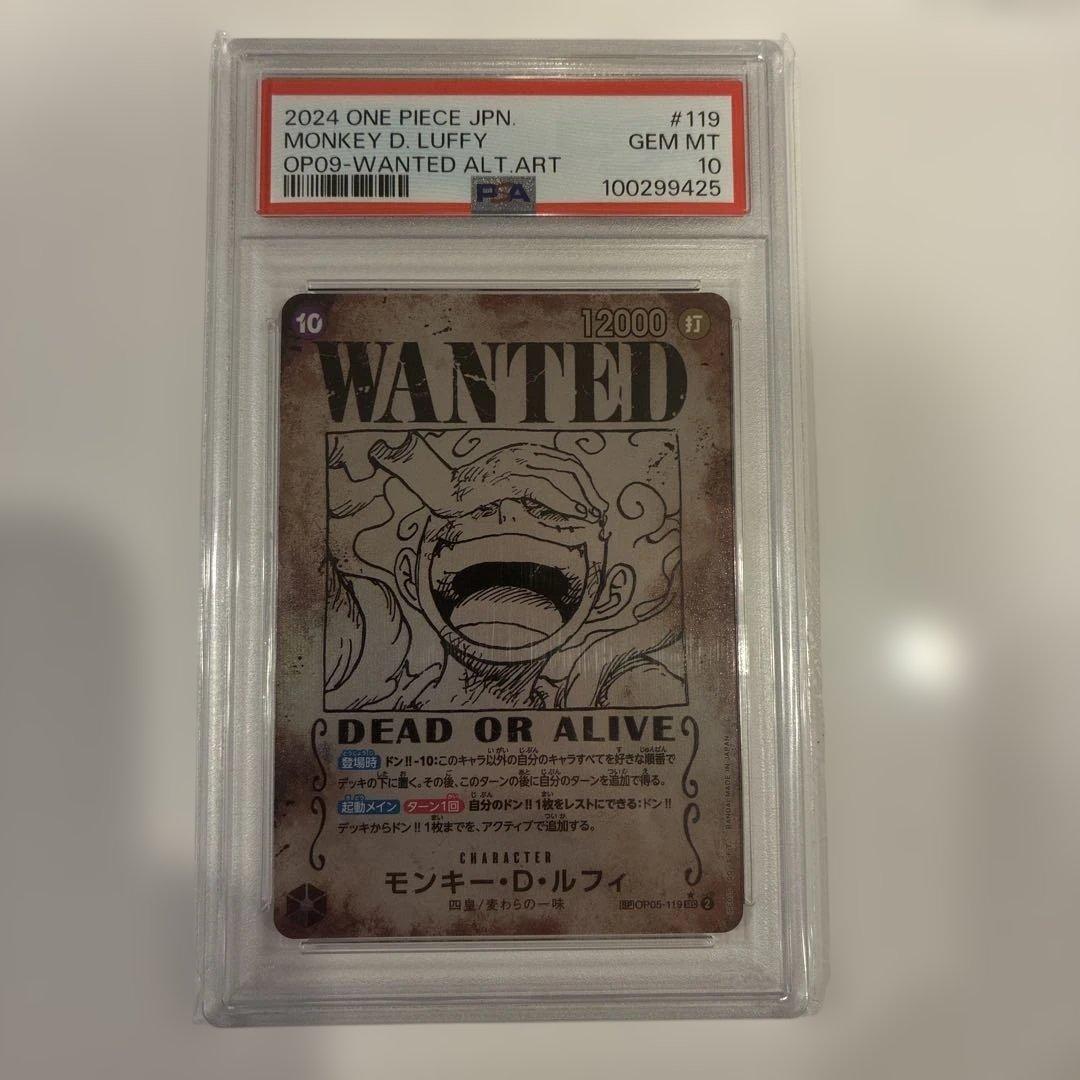 2024 ONE PIECE JPN. #119
MONKEY D. LUFFY GEM MT
OP09-WANTED ALT.ART 10
PSA 100299425
10 12000 打
WANTED
DEAD OR ALIVE
登場時 ドン!!-10:このキャラ以外の自分のキャラすべてを好きな順番で
デッキの下に置く。その後、このターンの後に自分のターンを追加で得る。
起動メイン ターン1回 自分のドン!!1枚をレストにできる:ドン!!
デッキからドン!!1枚までを、アクティブで追加する。
CHARACTER
モンキー・D・ルフィ
四皇/麦わらの一味
SP OP05-119 SEC 2
BANDAI MADE IN JAPAN